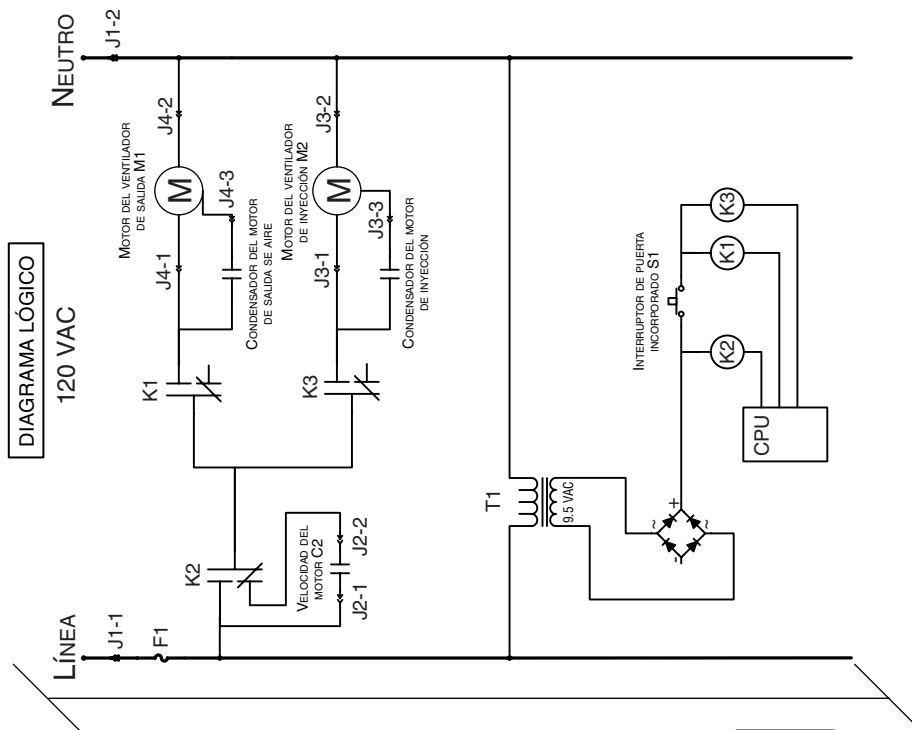 DIAGRAMA LÓGICO
120 VAC
LÍNEA
NEUTRO
J1-1
J1-2
F1
K2
VELOCIDAD DEL
MOTOR C2
J2-1
J2-2
K1
MOTOR DEL VENTILADOR
DE SALIDA M1
J4-1
M
J4-2
J4-3
CONDENSADOR DEL MOTOR
DE SALIDA SE AIRE
K3
MOTOR DEL VENTILADOR
DE INYECCIÓN M2
J3-1
M
J3-2
J3-3
CONDENSADOR DEL MOTOR
DE INYECCIÓN
T1
9.5 VAC
~
+
-
~
INTERRUPTOR DE PUERTA
INCORPORADO S1
K2
K1
K3
CPU